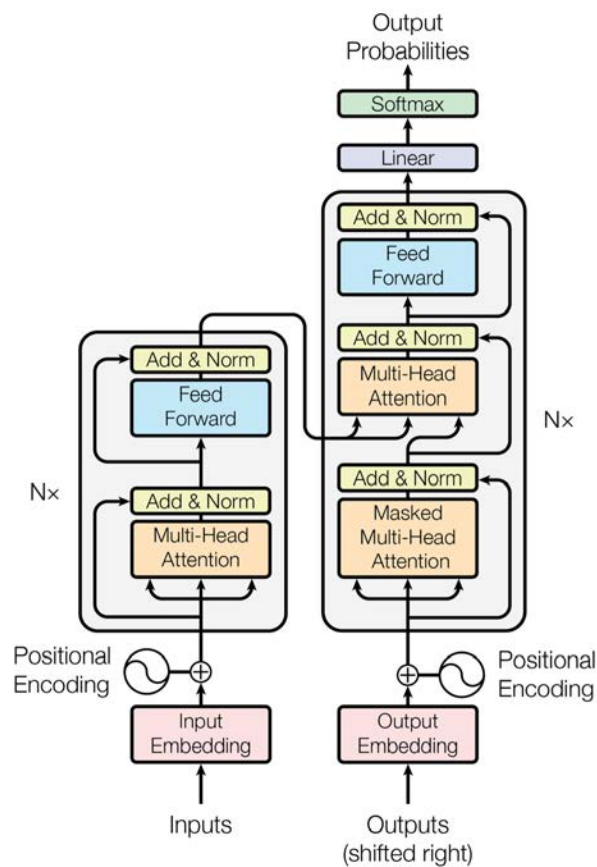 Output
Probabilities
Softmax
Linear
Add & Norm
Feed
Forward
Add & Norm
Multi-Head
Attention
Add & Norm
Masked
Multi-Head
Attention
N×
Add & Norm
Feed
Forward
Add & Norm
Multi-Head
Attention
N×
Positional
Encoding
Positional
Encoding
Input
Embedding
Output
Embedding
Inputs
Outputs
(shifted right)